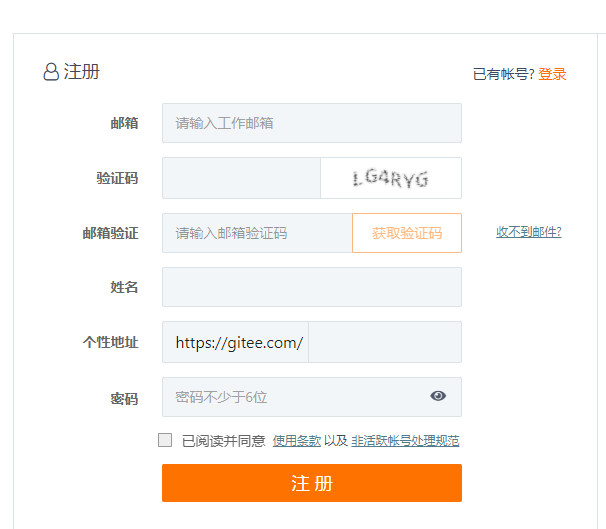 注册
已有帐号? 登录
邮箱 请输入工作邮箱
验证码 LG4RYG
邮箱验证 请输入邮箱验证码 获取验证码 收不到邮件?
姓名
个性地址 https://gitee.com/
密码 密码不少于6位
已阅读并同意 使用条款 以及 非活跃帐号处理规范
注 册